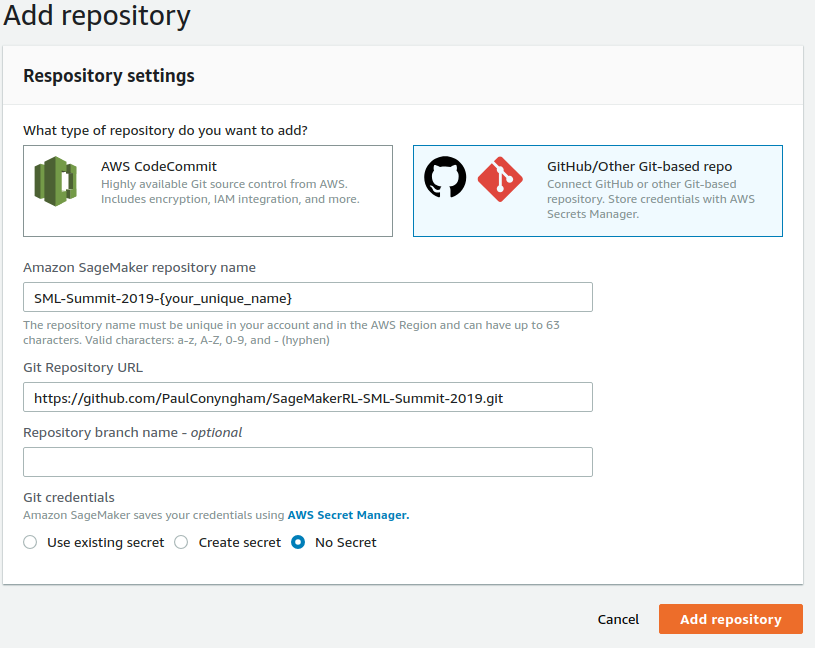 Add repository
Respository settings
What type of repository do you want to add?
AWS CodeCommit
Highly available Git source control from AWS.
Includes encryption, IAM integration, and more.
GitHub/Other Git-based repo
Connect GitHub or other Git-based
repository. Store credentials with AWS
Secrets Manager.
Amazon SageMaker repository name
SML-Summit-2019-{your_unique_name}
The repository name must be unique in your account and in the AWS Region and can have up to 63
characters. Valid characters: a-z, A-Z, 0-9, and - (hyphen)
Git Repository URL
https://github.com/PaulConyngham/SageMakerRL-SML-Summit-2019.git
Repository branch name - optional
Git credentials
Amazon SageMaker saves your credentials using AWS Secret Manager.
Use existing secret Create secret No Secret
Cancel Add repository